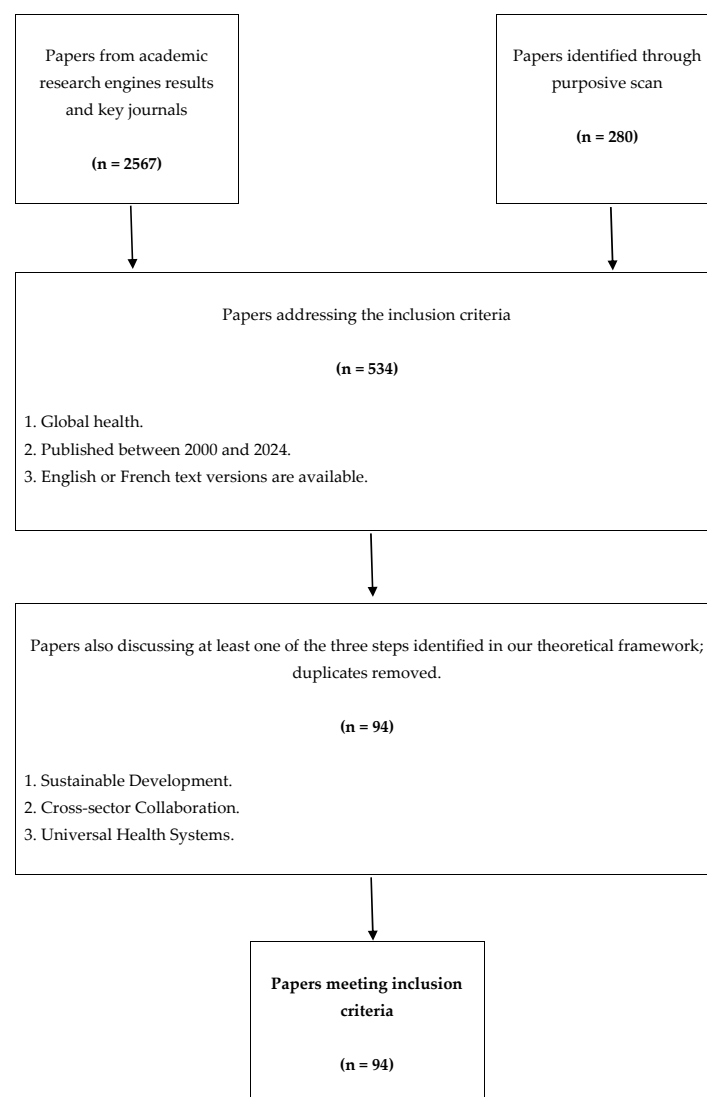 Papers from academic
research engines results
and key journals
(n = 2567)
Papers identified through
purposive scan
(n = 280)
Papers addressing the inclusion criteria
(n = 534)
1. Global health.
2. Published between 2000 and 2024.
3. English or French text versions are available.
Papers also discussing at least one of the three steps identified in our theoretical framework;
duplicates removed.
(n = 94)
1. Sustainable Development.
2. Cross-sector Collaboration.
3. Universal Health Systems.
Papers meeting inclusion
criteria
(n = 94)